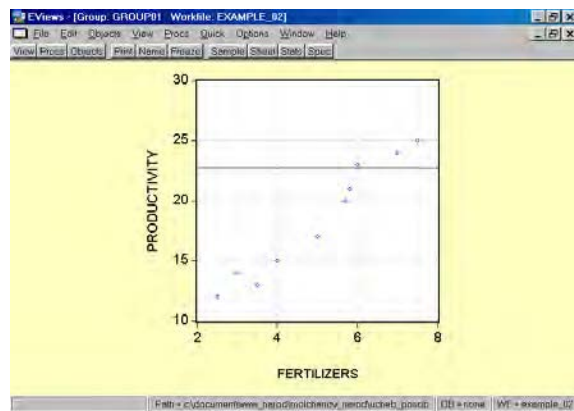 EViews - [Group: GROUP01 Workfile: EXAMPLE_02]
File Edit Objects View Procs Quick Options Window Help
View Procs Objects Print Name Freeze Sample Sheet Stats Spec
30
25
20
15
10
PRODUCTIVITY
2 4 6 8
FERTILIZERS
DB = none WF = example_02